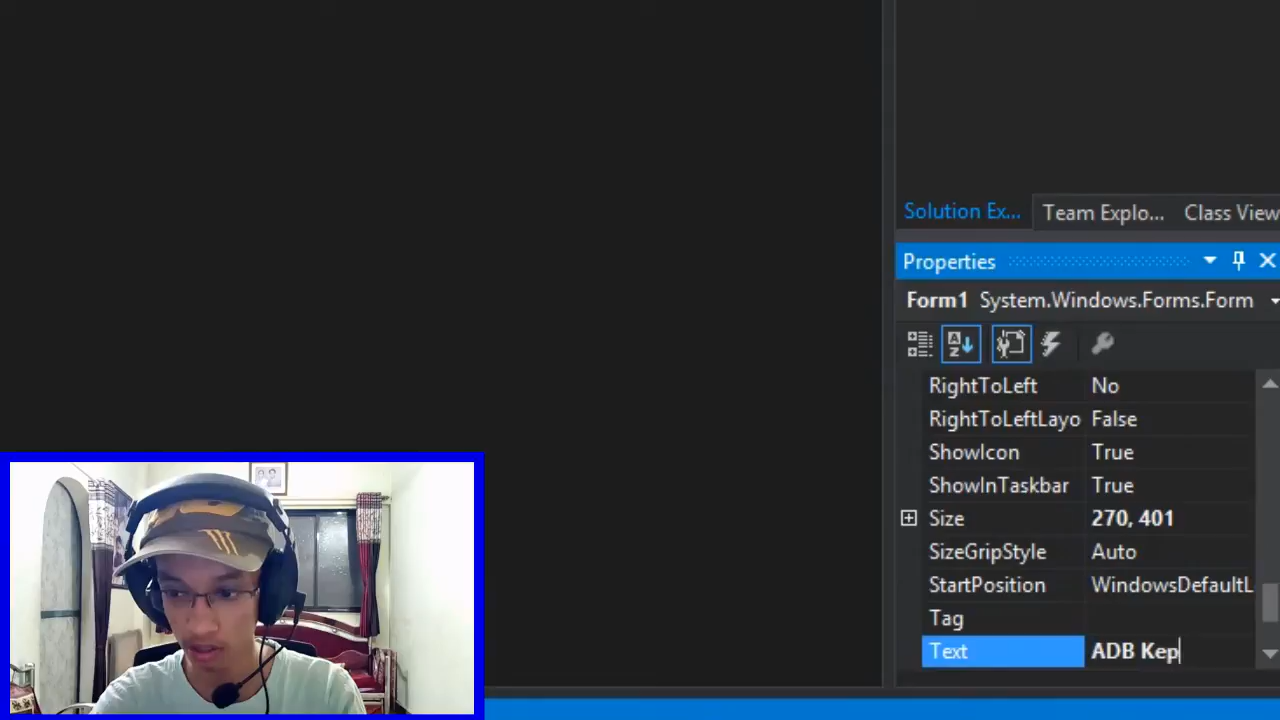 Solution Ex... Team Explo... Class View
Properties
Form1 System.Windows.Forms.Form
RightToLeft No
RightToLeftLayo False
ShowIcon True
ShowInTaskbar True
Size 270, 401
SizeGripStyle Auto
StartPosition WindowsDefaultL
Tag
Text ADB Kep